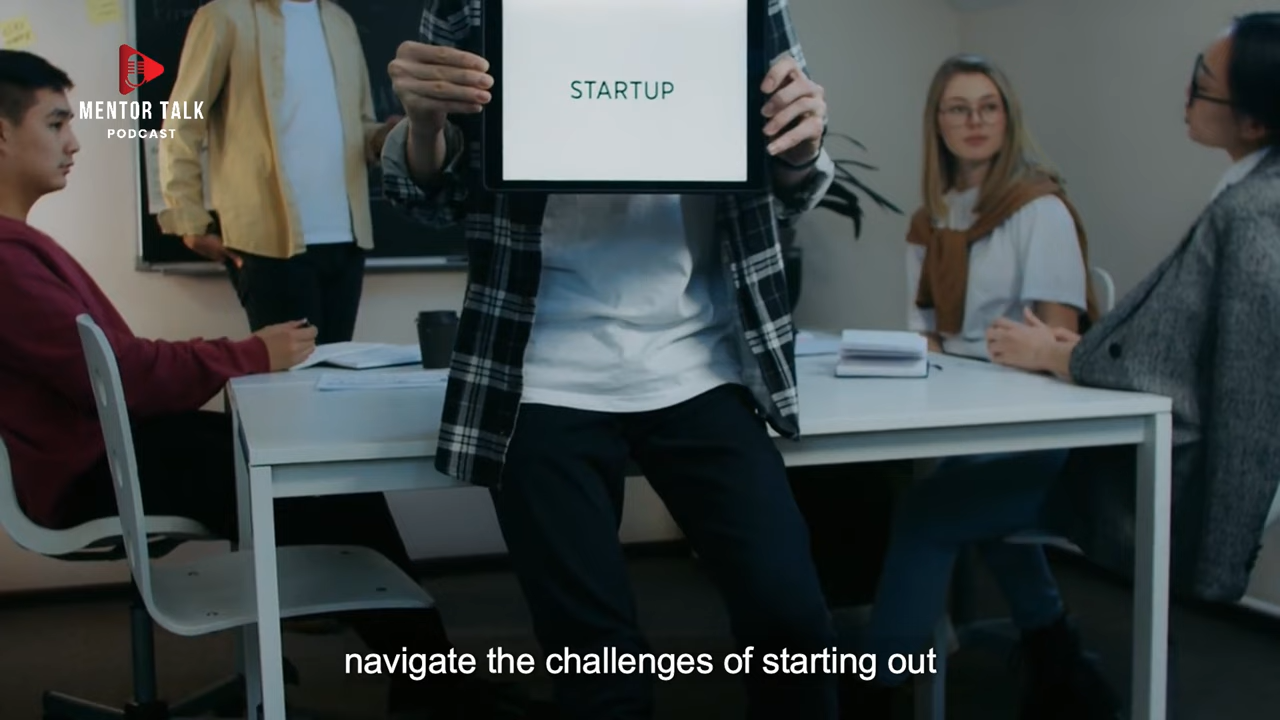 MENTOR TALK
PODCAST
STARTUP
navigate the challenges of starting out